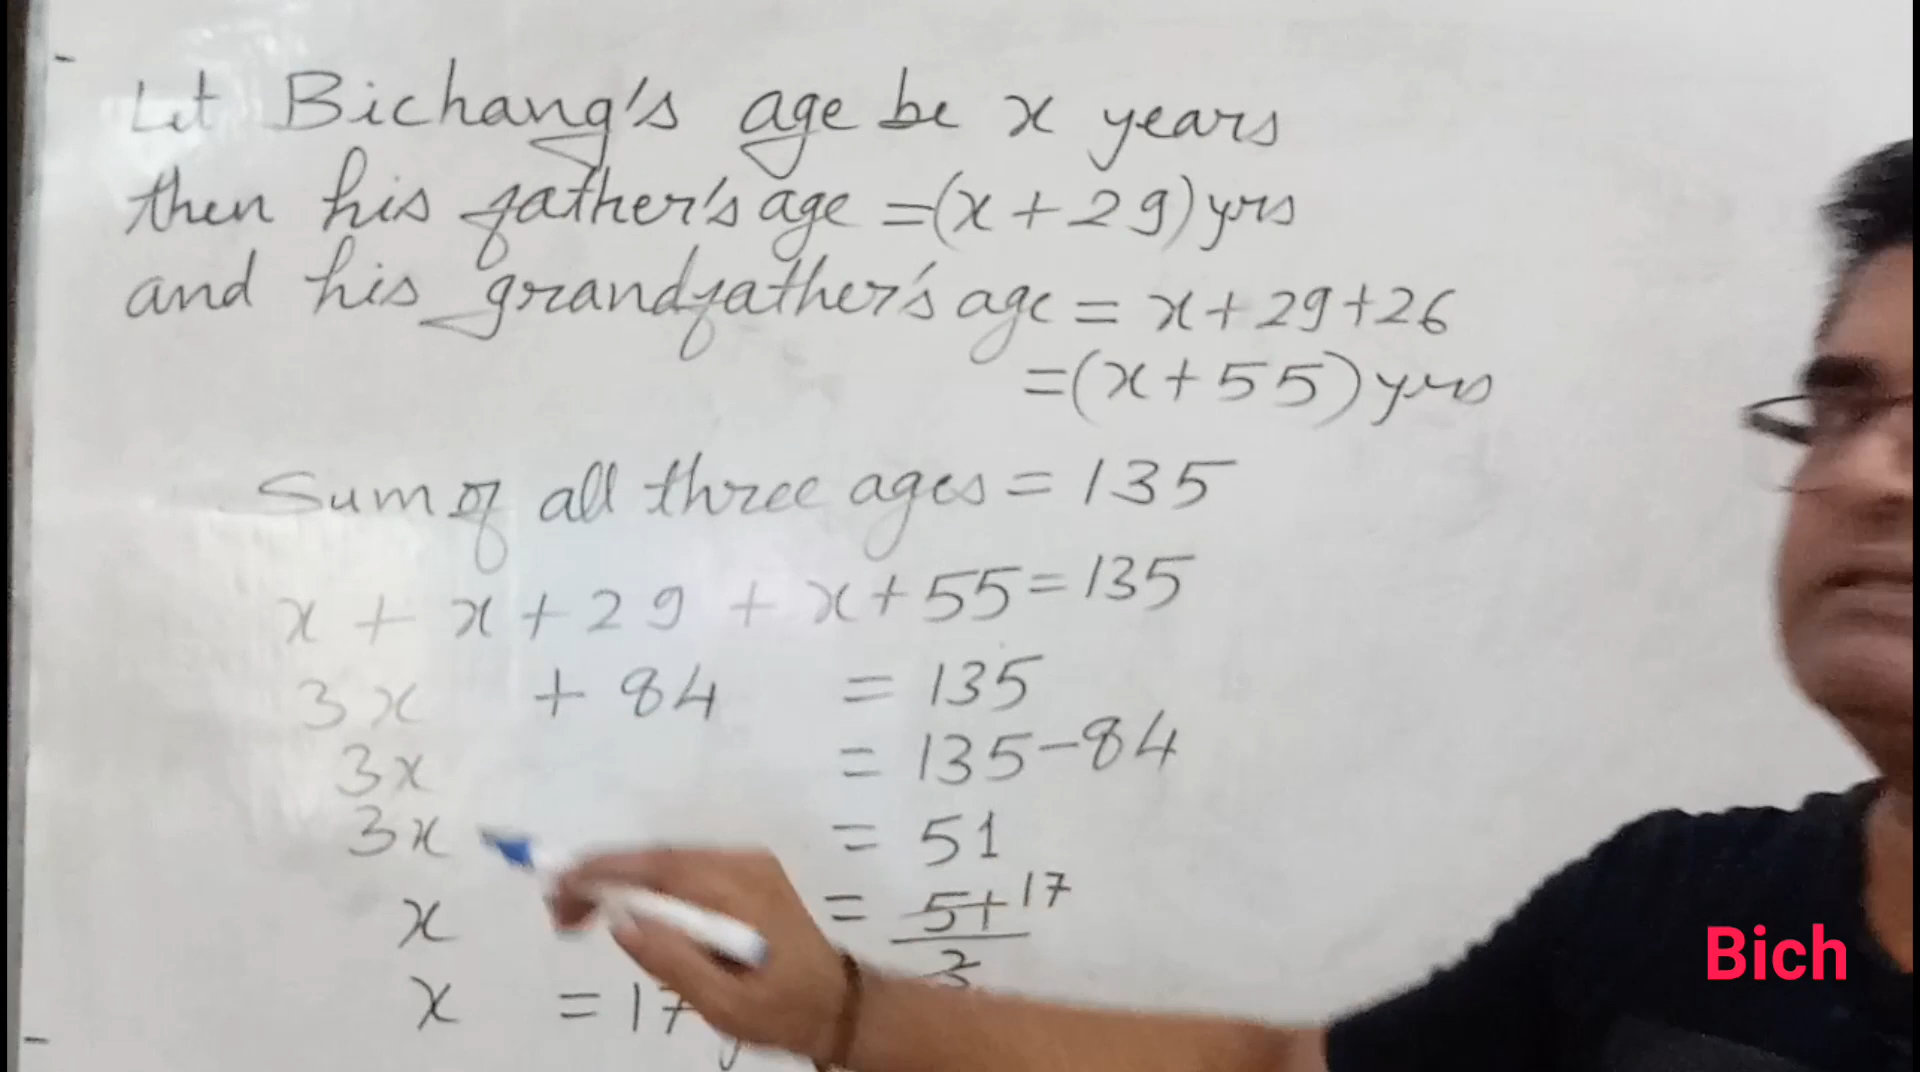 Let Bichang's age be x years
then his father's age =(x+29)yrs
and his grandfather's age = x+29+26
=(x+55)yrs
Sum of all three ages = 135
x + x + 29 + x+55=135
3x + 84 = 135
3x = 135-84
3x = 51
x = 51/3 17
x = 17
Bich